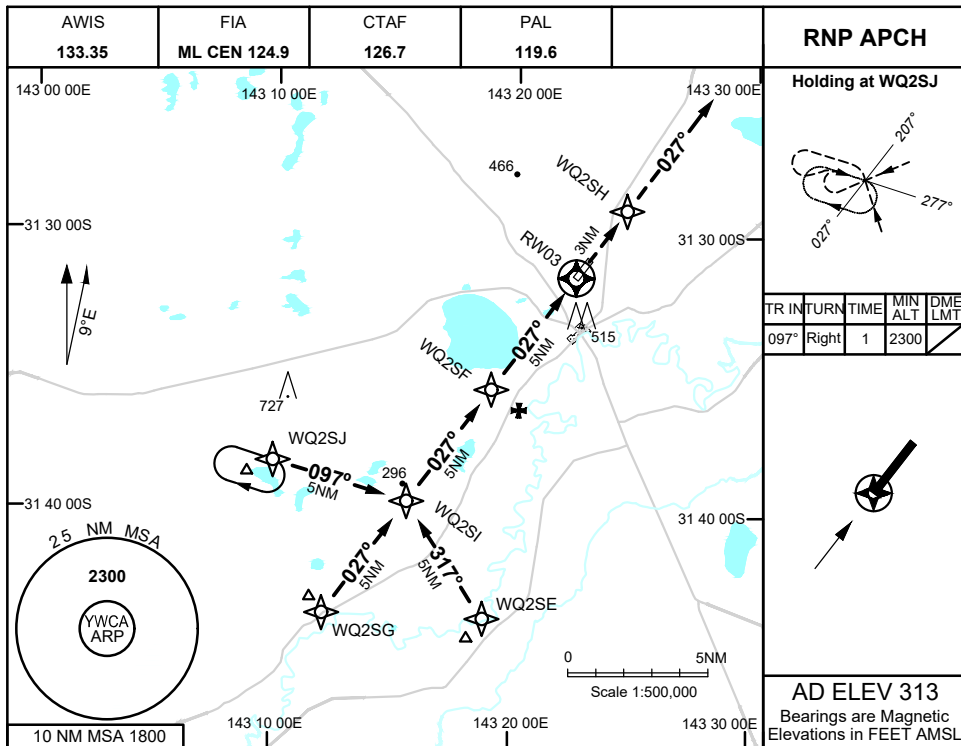 AWIS
133.35
FIA
ML CEN 124.9
CTAF
126.7
PAL
119.6
RNP APCH
143 00 00E
143 10 00E
143 20 00E
143 30 00E
Holding at WQ2SJ
207°
277°
027°
466
WQ2SH
027°
31 30 00S
31 30 00S
3NM
RW03
9°E
515
027°
5NM
WQ2SF
TR IN
TURN
TIME
MIN
ALT
DME
LMT
097°
Right
1
2300
727
WQ2SJ
097°
5NM
027°
5NM
296
WQ2SI
31 40 00S
31 40 00S
25 NM MSA
2300
YWCA
ARP
027°
5NM
317°
5NM
WQ2SE
WQ2SG
0
5NM
Scale 1:500,000
10 NM MSA 1800
143 10 00E
143 20 00E
143 30 00E
AD ELEV 313
Bearings are Magnetic
Elevations in FEET AMSL